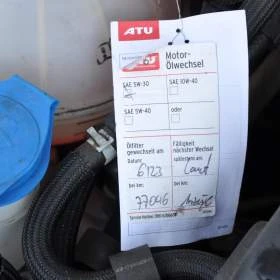 ATU
ATU Motor-
Ölwechsel
SAE 5W-30 SAE 10W-40
SAE 5W-40 oder
Ölfilter Fälligkeit
gewechselt am nächster Wechsel
Datum: spätestens am
6/23
bei km: bei km:
77046